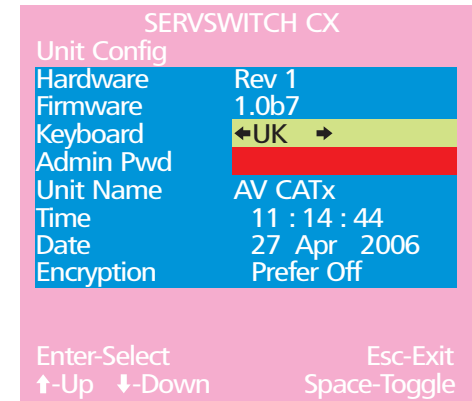 SERVSWITCH CX
Unit Config
Hardware Rev 1
Firmware 1.0b7
Keyboard ←UK →
Admin Pwd
Unit Name AV CATx
Time 11 : 14 : 44
Date 27 Apr 2006
Encryption Prefer Off
Enter-Select Esc-Exit
↑-Up ↓-Down Space-Toggle